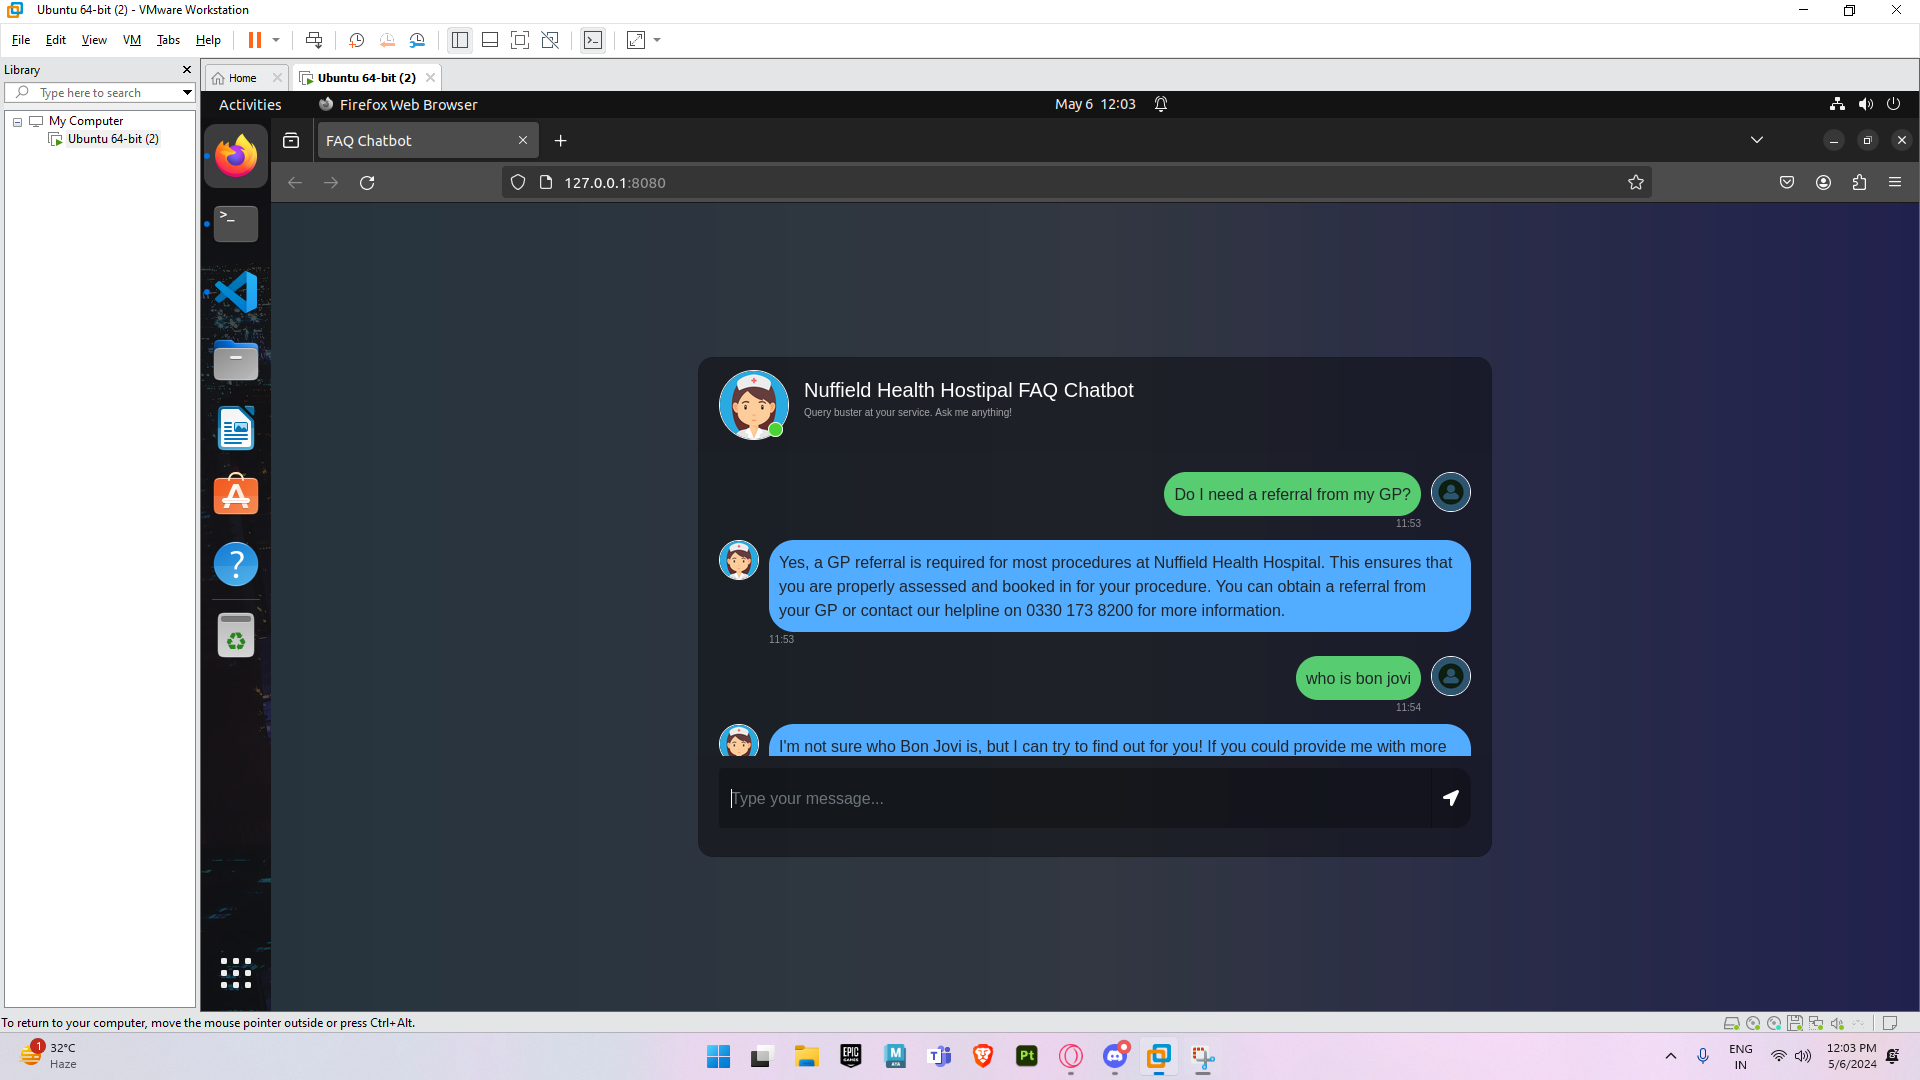 Ubuntu 64-bit (2) - VMware Workstation
File Edit View VM Tabs Help
Library
Type here to search
My Computer
Ubuntu 64-bit (2)
Home
Ubuntu 64-bit (2)
Activities
Firefox Web Browser
May 6 12:03
FAQ Chatbot
127.0.0.1:8080
Nuffield Health Hostipal FAQ Chatbot
Query buster at your service. Ask me anything!
Do I need a referral from my GP?
11:53
Yes, a GP referral is required for most procedures at Nuffield Health Hospital. This ensures that
you are properly assessed and booked in for your procedure. You can obtain a referral from
your GP or contact our helpline on 0330 173 8200 for more information.
11:53
who is bon jovi
11:54
I'm not sure who Bon Jovi is, but I can try to find out for you! If you could provide me with more
Type your message...
To return to your computer, move the mouse pointer outside or press Ctrl+Alt.
1
32°C
Haze
EPIC
GAMES
M
T
Pt
ENG
IN
12:03 PM
5/6/2024